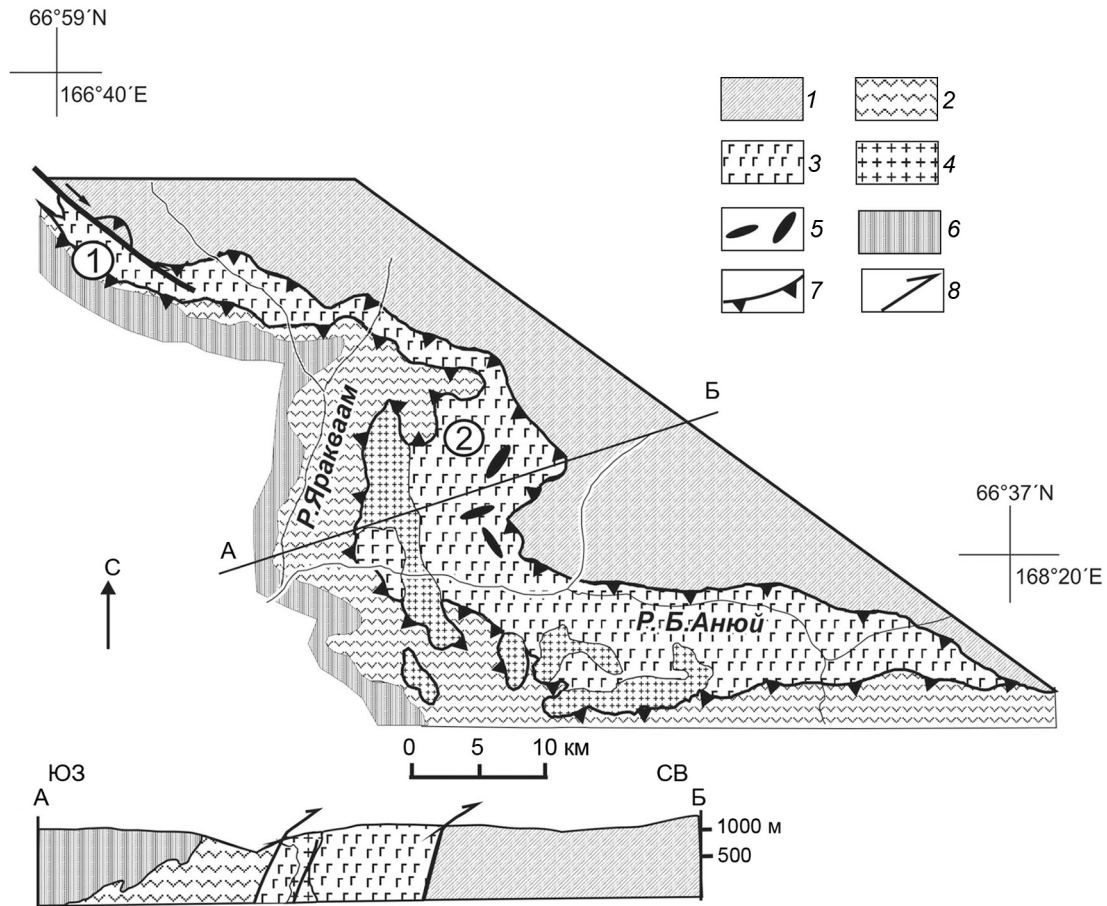 66°59´N
166°40´E
1 2
3 4
5 6
7 8
1
2
Р.Яракваам
Б
А
С
66°37´N
168°20´E
Р. Б.Анюй
0 5 10 км
ЮЗ СВ
А Б
1000 м
500